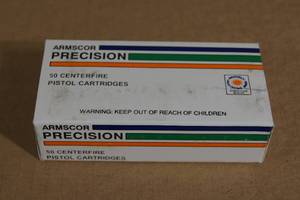 ARMSCOR
PRECISION
50 CENTERFIRE
PISTOL CARTRIDGES
WARNING: KEEP OUT OF REACH OF CHILDREN
ARMSCOR
PRECISION
50 CENTERFIRE
PISTOL CARTRIDGES